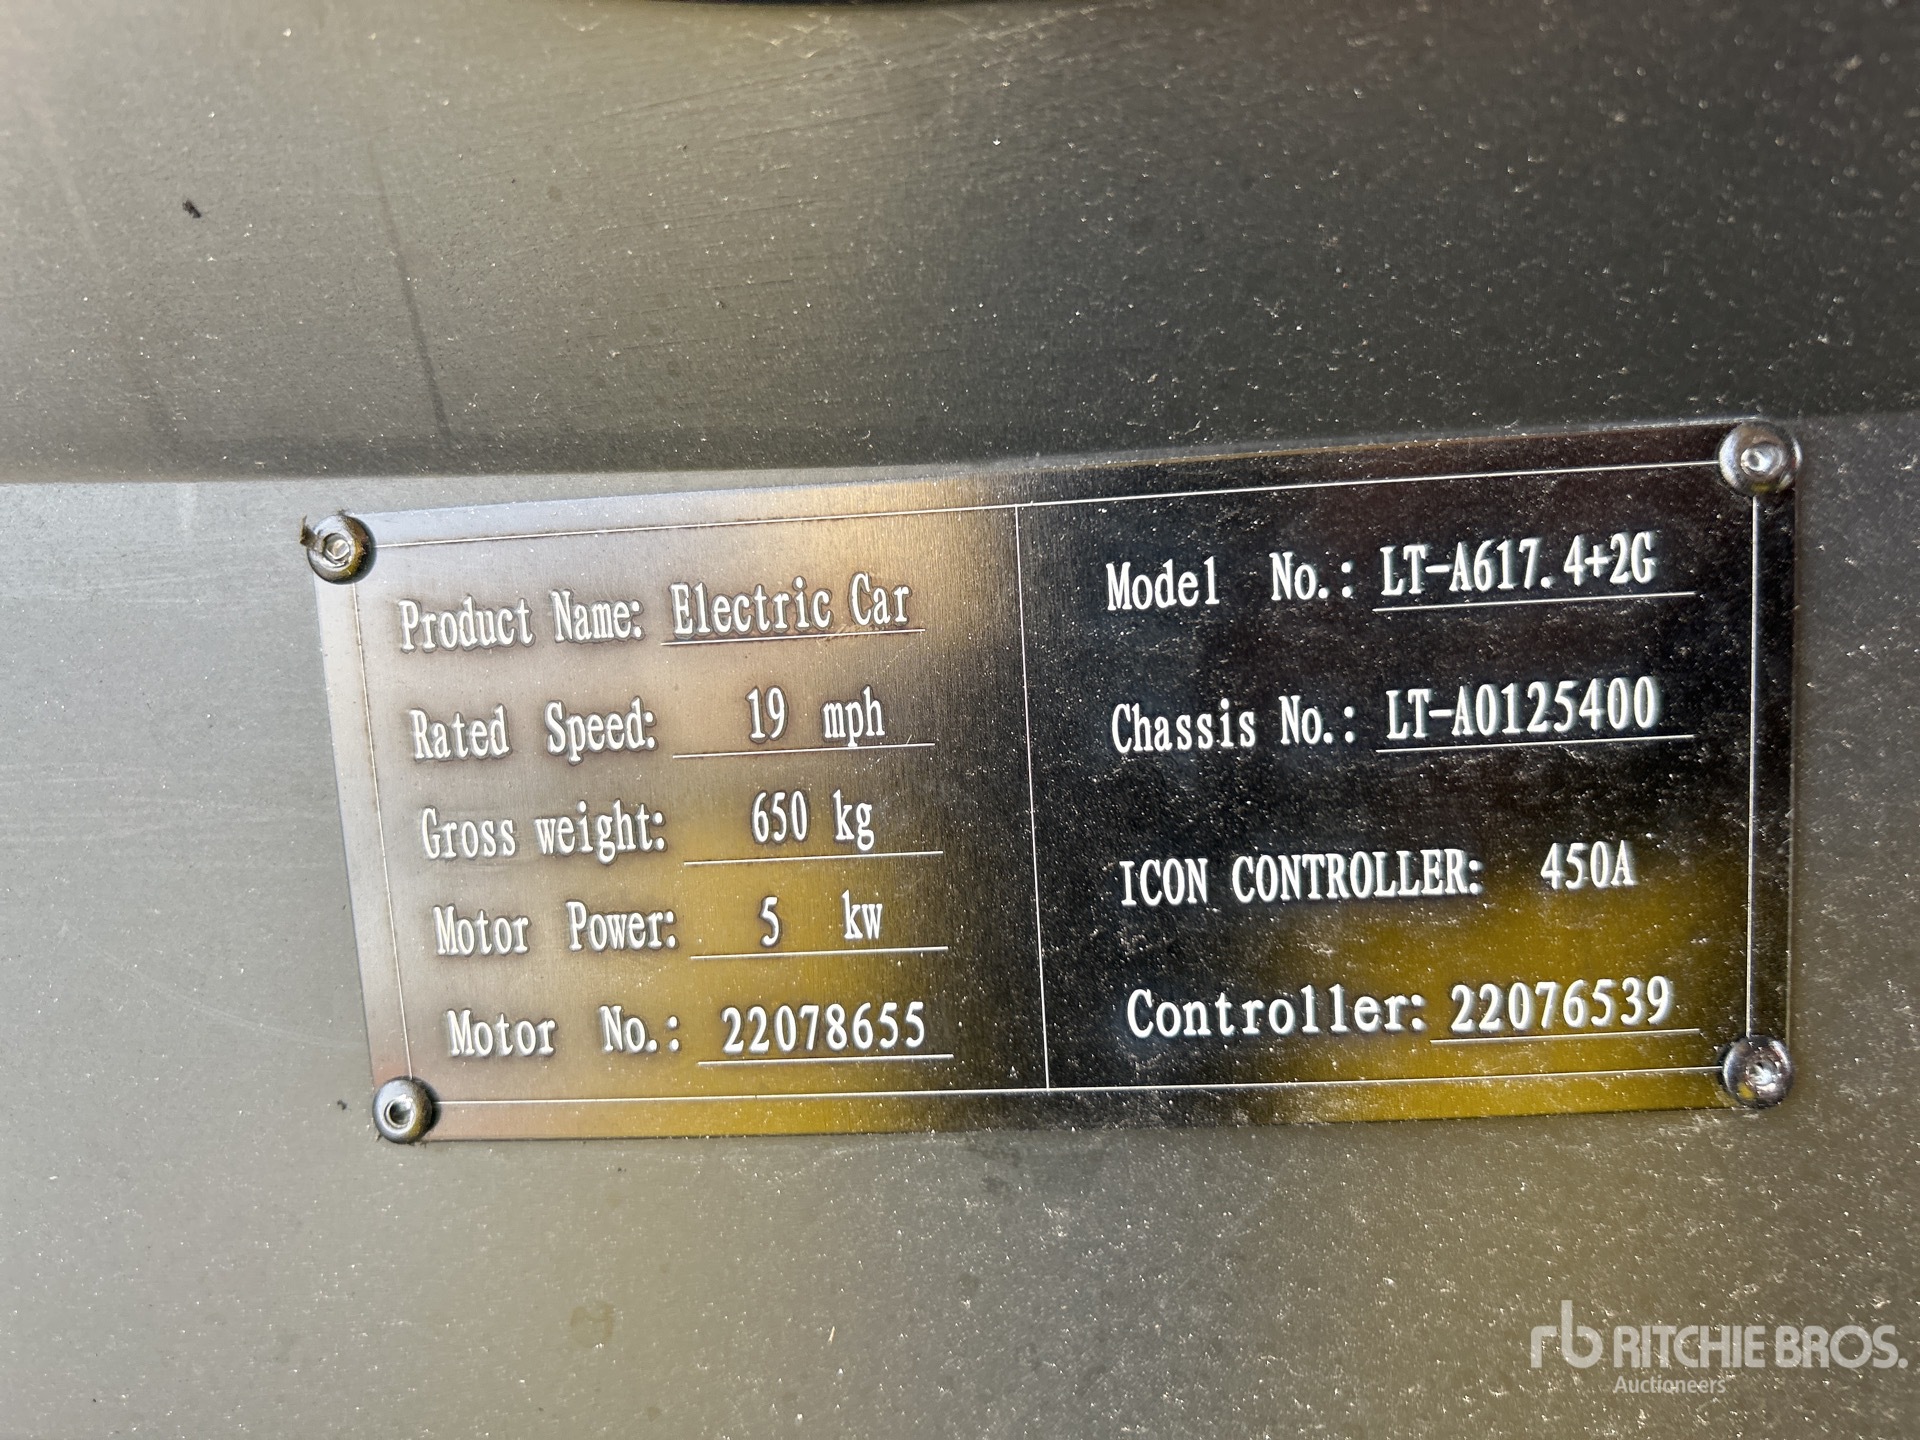 Product Name: Electric Car
Rated Speed: 19 mph
Gross weight: 650 kg
Motor Power: 5 kw
Motor No.: 22078655
Model No.: LT-A617.4+2G
Chassis No.: LT-A0125400
ICON CONTROLLER: 450A
Controller: 22076539
rb RITCHIE BROS.
Auctioneers